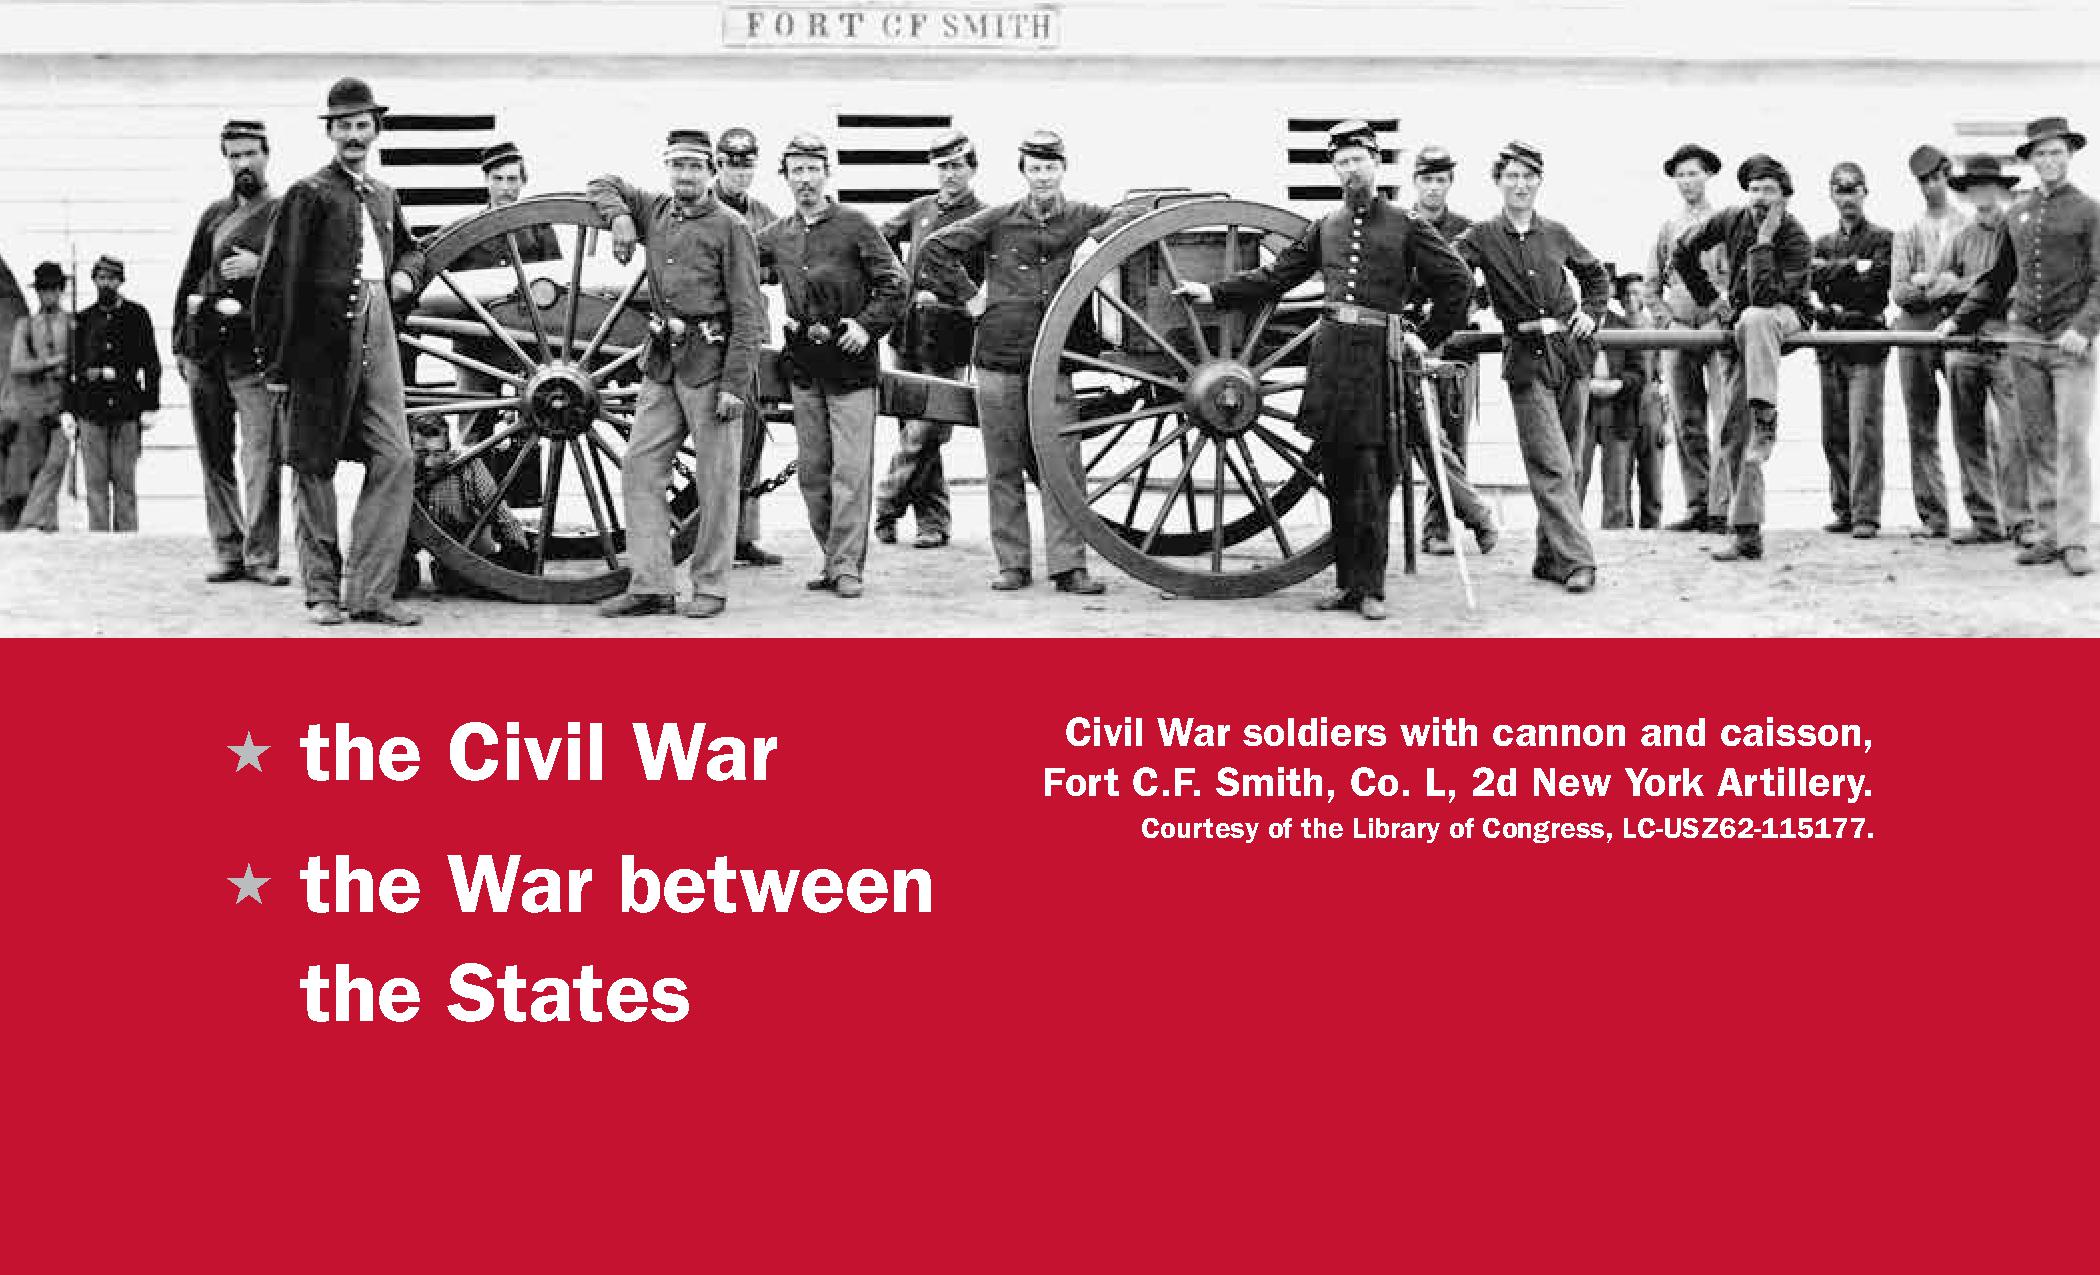 FORT CF SMITH
★ the Civil War
★ the War between
the States
Civil War soldiers with cannon and caisson,
Fort C.F. Smith, Co. L, 2d New York Artillery.
Courtesy of the Library of Congress, LC-USZ62-115177.